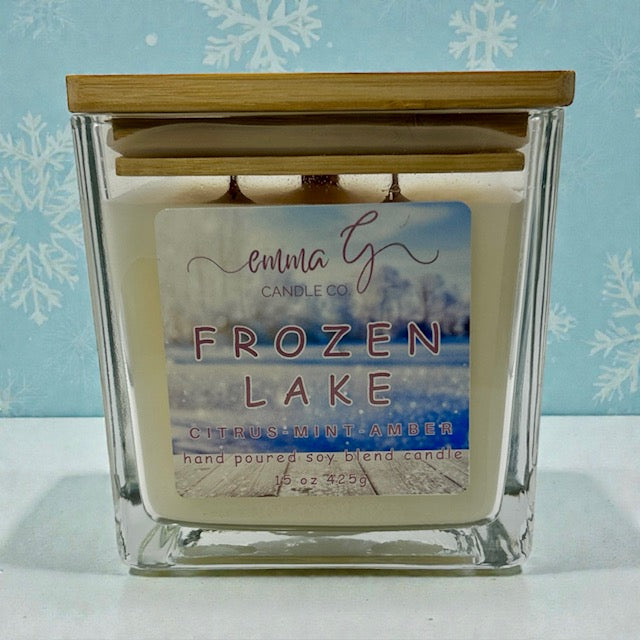 emma G
CANDLE CO.
FROZEN
LAKE
CITRUS-MINT-AMBER
hand poured soy blend candle
15 oz 425g